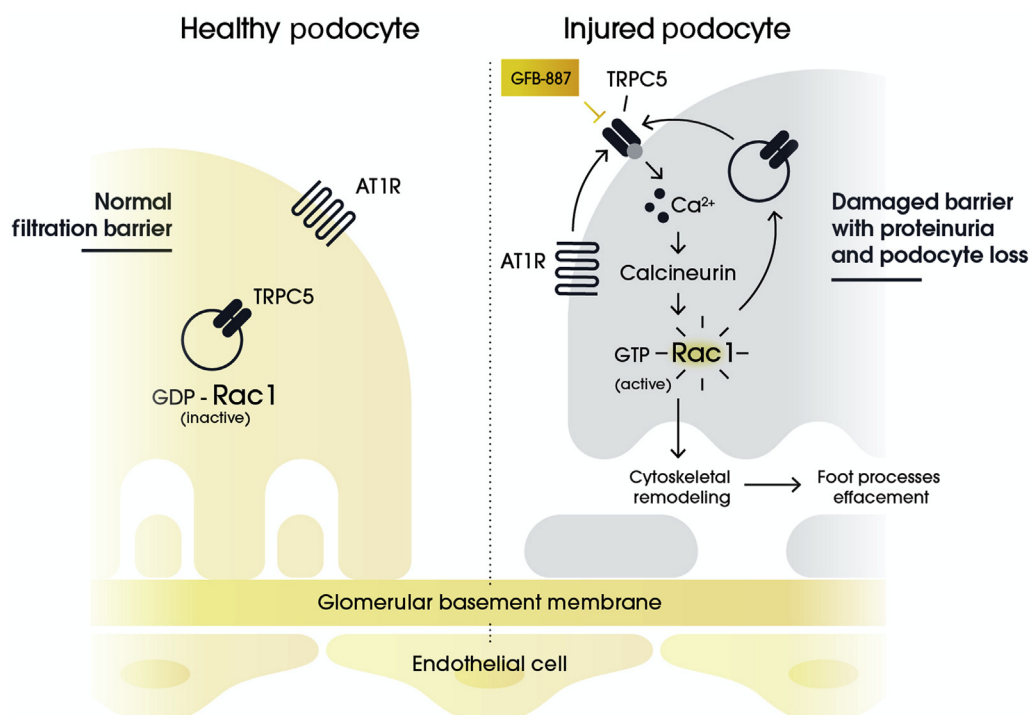 Healthy podocyte
Injured podocyte
Normal
filtration barrier
AT1R
TRPC5
GDP - Rac1
(inactive)
GFB-887
TRPC5
Ca²⁺
AT1R
Calcineurin
GTP
Rac1
(active)
Damaged barrier
with proteinuria
and podocyte loss
Cytoskeletal
remodeling
Foot processes
effacement
Glomerular basement membrane
Endothelial cell